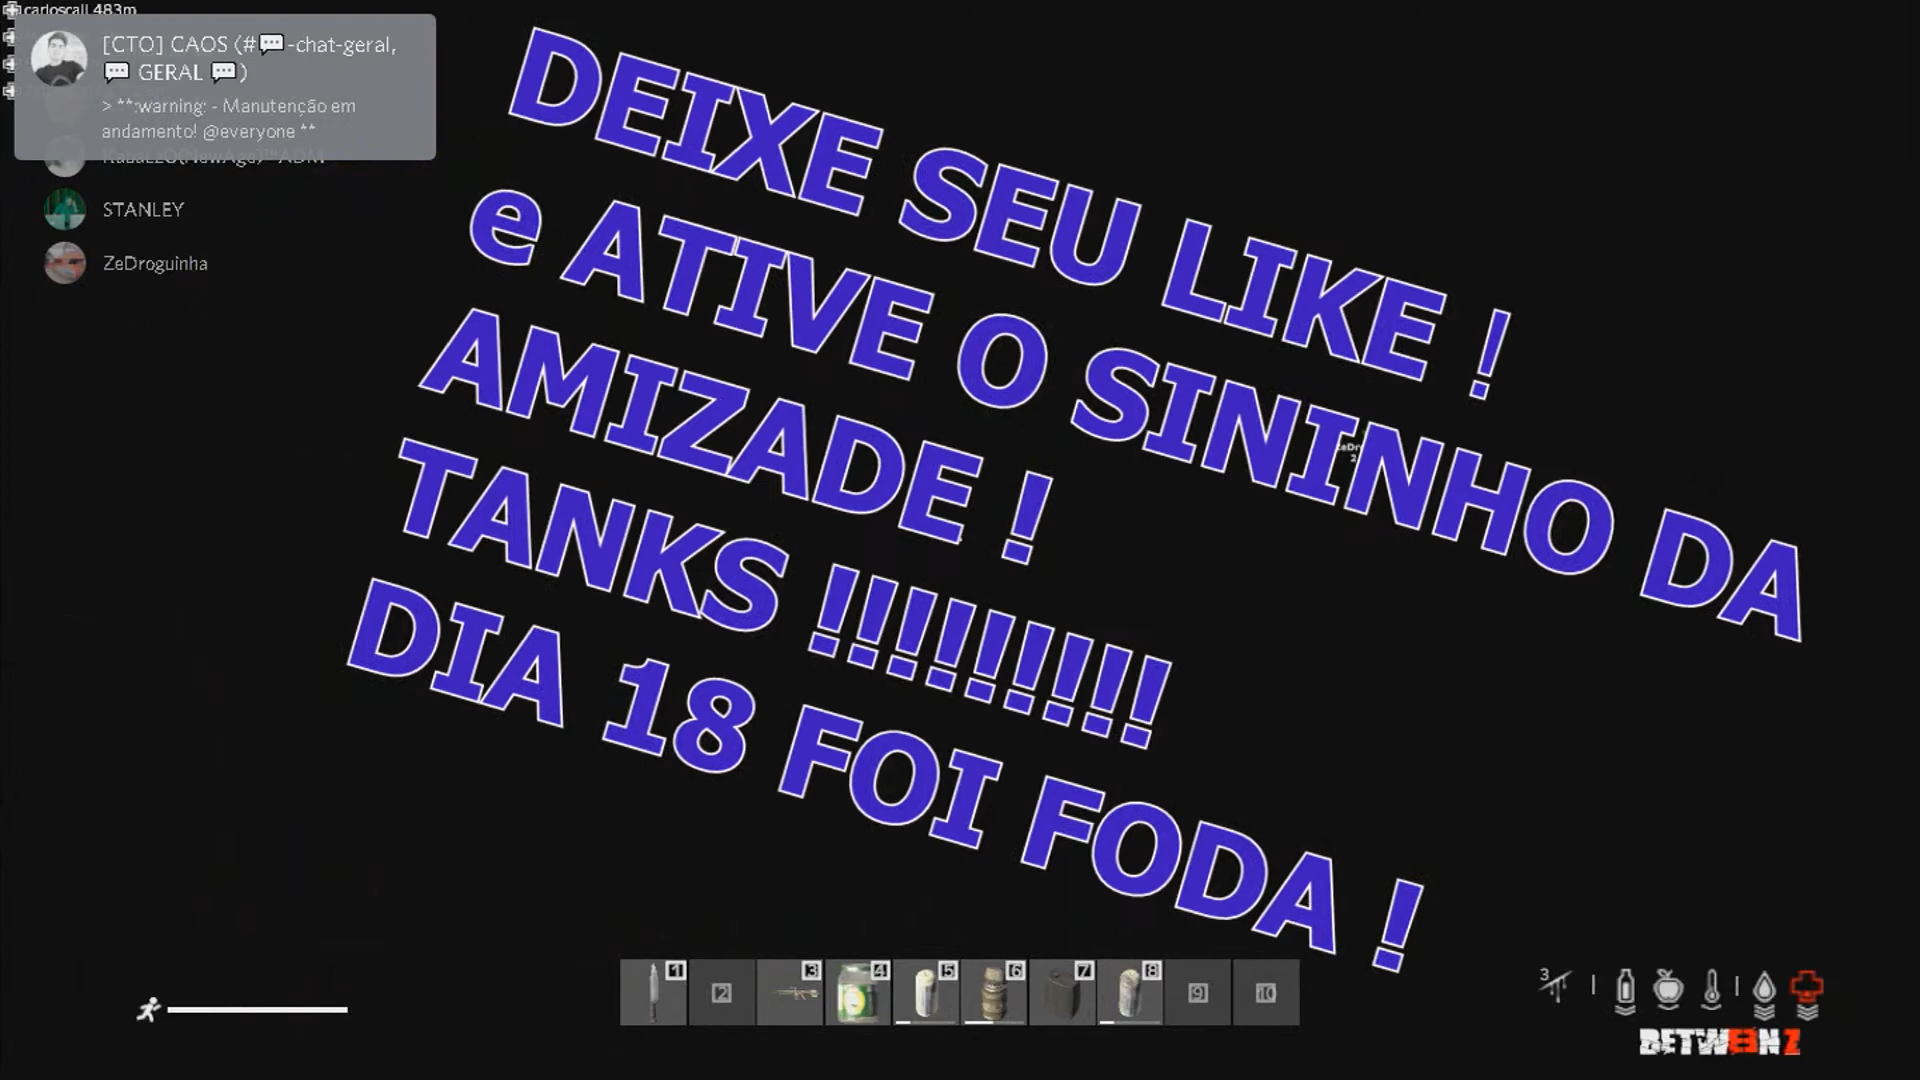 carloscall 483m
[CTO] CAOS (#💬-chat-geral,
💬 GERAL 💬)
> **:warning: - Manutenção em
andamento! @everyone **
STANLEY
ZeDroguinha
DEIXE SEU LIKE !
e ATIVE O SININHO DA
AMIZADE !
TANKS !!!!!!!!!
DIA 18 FOI FODA !
1 2 3 4 5 6 7 8 9 10
3
BETWEENZ